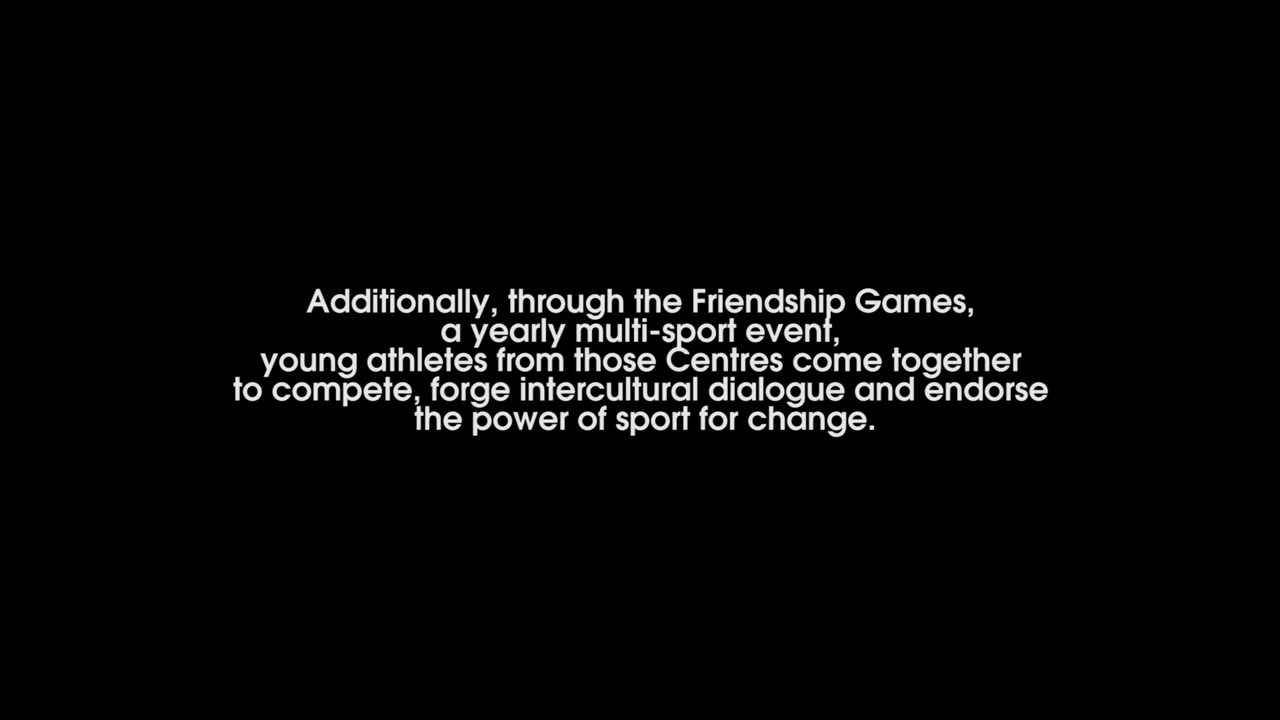 Additionally, through the Friendship Games,
a yearly multi-sport event,
young athletes from those Centres come together
to compete, forge intercultural dialogue and endorse
the power of sport for change.